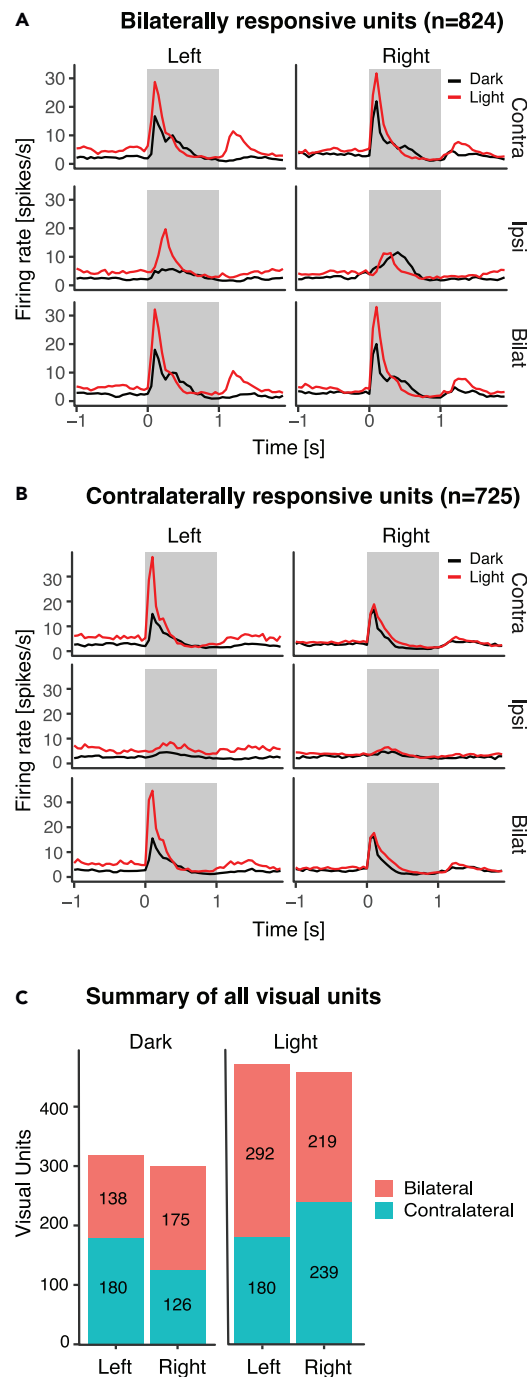 A Bilaterally responsive units (n=824)
Left Right
Dark
Light
Contra
30
20
10
0
Ipsi
30
20
10
0
Bilat
30
20
10
0
Firing rate [spikes/s]
−1 0 1 −1 0 1
Time [s]
B Contralaterally responsive units (n=725)
Left Right
Dark
Light
Contra
30
20
10
0
Ipsi
30
20
10
0
Bilat
30
20
10
0
Firing rate [spikes/s]
−1 0 1 −1 0 1
Time [s]
C Summary of all visual units
Dark Light
Visual Units
400
300
200
100
0
138 175 292 219
180 126 180 239
Bilateral
Contralateral
Left Right Left Right